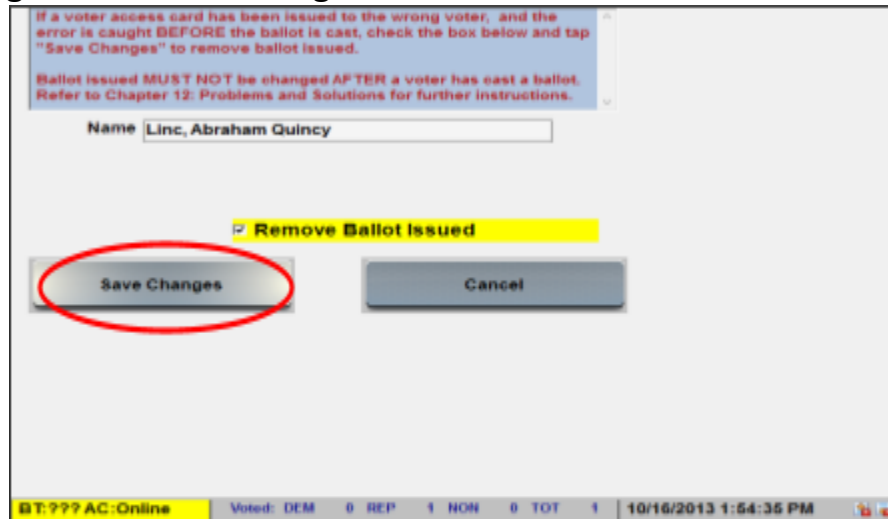 If a voter access card has been issued to the wrong voter, and the
error is caught BEFORE the ballot is cast, check the box below and tap
"Save Changes" to remove ballot issued.
Ballot issued MUST NOT be changed AFTER a voter has cast a ballot.
Refer to Chapter 12: Problems and Solutions for further instructions.
Name Linc, Abraham Quincy
Remove Ballot Issued
Save Changes Cancel
BT:??? AC:Online Voted: DEM 0 REP 1 NON 0 TOT 1 10/16/2013 1:54:35 PM